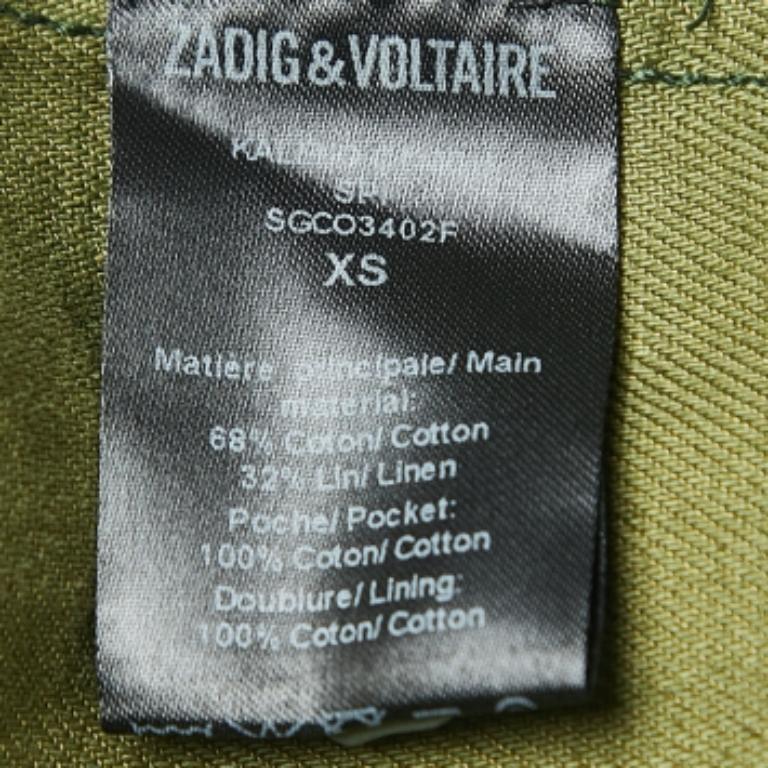 ZADIG & VOLTAIRE
SGCO3402F
XS
Matiere principale/ Main
material:
68% Coton/ Cotton
32% Lin/ Linen
Poche/ Pocket:
100% Coton/ Cotton
Doublure/ Lining:
100% Coton/ Cotton